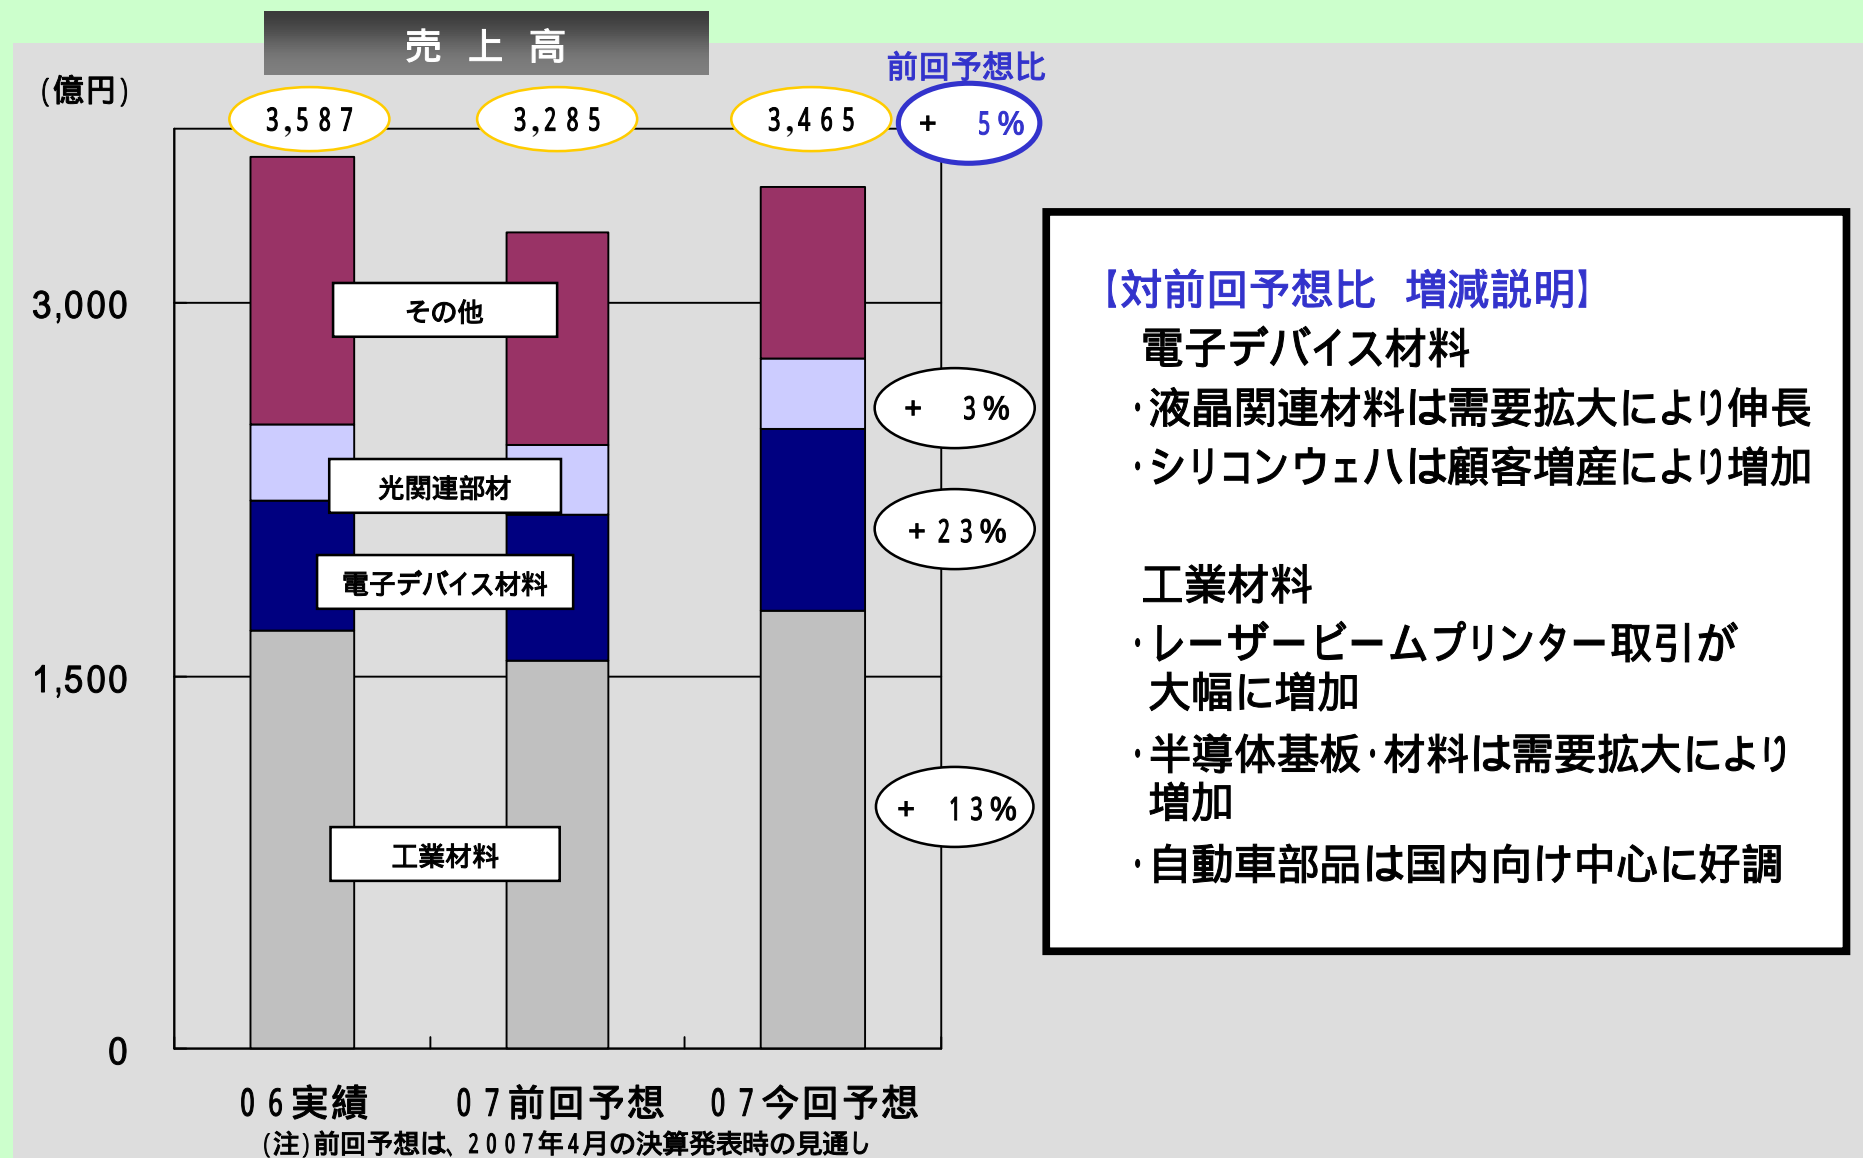 売上高
(億円)
前回予想比
3,587
3,285
3,465
+ 5%
3,000
1,500
0
その他
光関連部材
電子デバイス材料
工業材料
+ 3%
+23%
+ 13%
06実績
07前回予想
07今回予想
(注)前回予想は、2007年4月の決算発表時の見通し
【対前回予想比 増減説明】
電子デバイス材料
・液晶関連材料は需要拡大により伸長
・シリコンウェハは顧客増産により増加
工業材料
・レーザービームプリンター取引が
大幅に増加
・半導体基板・材料は需要拡大により
増加
・自動車部品は国内向け中心に好調